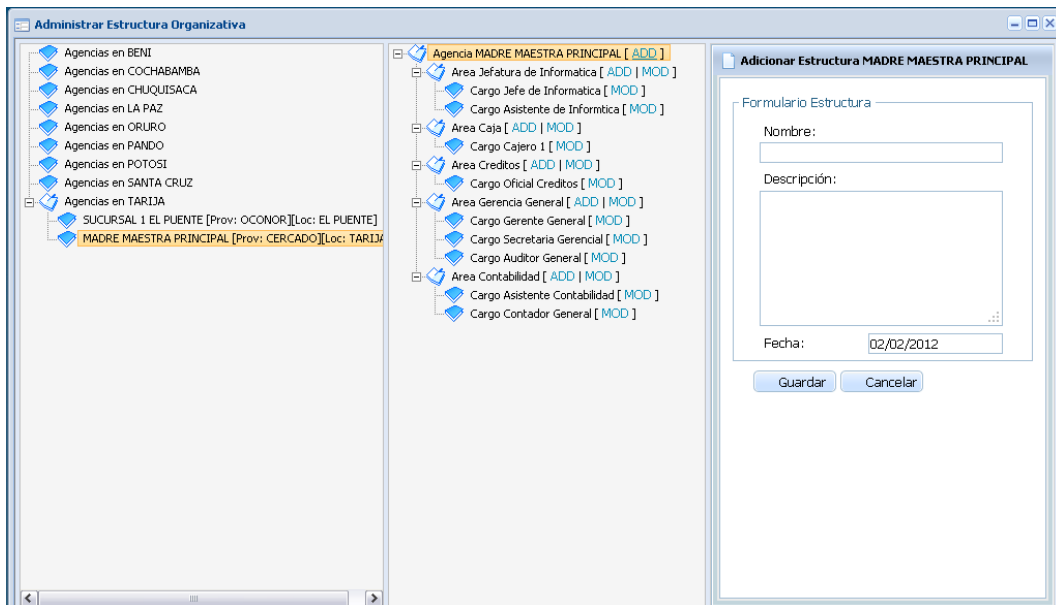 Administrar Estructura Organizativa
Agencias en BENI
Agencias en COCHABAMBA
Agencias en CHUQUISACA
Agencias en LA PAZ
Agencias en ORURO
Agencias en PANDO
Agencias en POTOSI
Agencias en SANTA CRUZ
Agencias en TARIJA
SUCURSAL 1 EL PUENTE [Prov: OCONOR][Loc: EL PUENTE]
MADRE MAESTRA PRINCIPAL [Prov: CERCADO][Loc: TARIJA
Agencia MADRE MAESTRA PRINCIPAL [ ADD ]
Area Jefatura de Informatica [ ADD | MOD ]
Cargo Jefe de Informatica [ MOD ]
Cargo Asistente de Informtica [ MOD ]
Area Caja [ ADD | MOD ]
Cargo Cajero 1 [ MOD ]
Area Creditos [ ADD | MOD ]
Cargo Oficial Creditos [ MOD ]
Area Gerencia General [ ADD | MOD ]
Cargo Gerente General [ MOD ]
Cargo Secretaria Gerencial [ MOD ]
Cargo Auditor General [ MOD ]
Area Contabilidad [ ADD | MOD ]
Cargo Asistente Contabilidad [ MOD ]
Cargo Contador General [ MOD ]
Adicionar Estructura MADRE MAESTRA PRINCIPAL
Formulario Estructura
Nombre:
Descripción:
Fecha: 02/02/2012
Guardar Cancelar